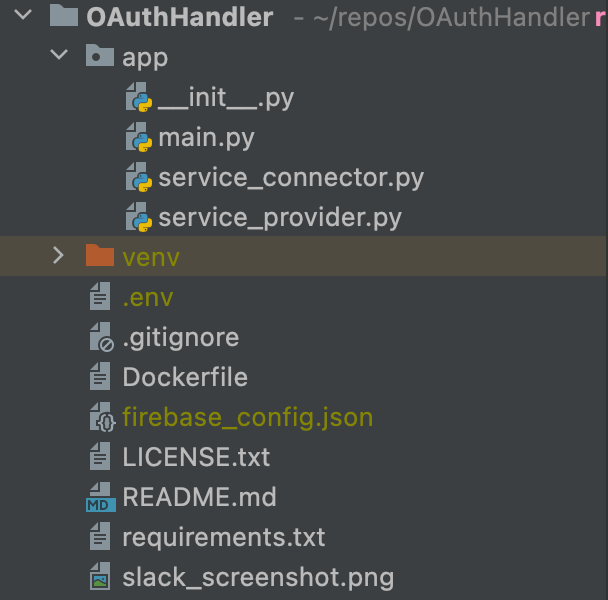 OAuthHandler - ~/repos/OAuthHandler r
app
__init__.py
main.py
service_connector.py
service_provider.py
venv
.env
.gitignore
Dockerfile
firebase_config.json
LICENSE.txt
MD README.md
requirements.txt
slack_screenshot.png